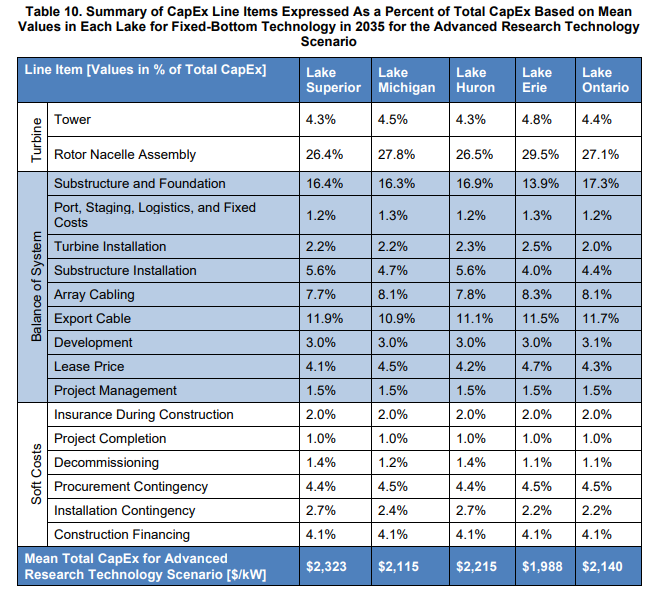 Table 10. Summary of CapEx Line Items Expressed As a Percent of Total CapEx Based on Mean
Values in Each Lake for Fixed-Bottom Technology in 2035 for the Advanced Research Technology
Scenario
Line Item [Values in % of Total CapEx] Lake Superior Lake Michigan Lake Huron Lake Erie Lake Ontario
Turbine
Tower 4.3% 4.5% 4.3% 4.8% 4.4%
Rotor Nacelle Assembly 26.4% 27.8% 26.5% 29.5% 27.1%
Balance of System
Substructure and Foundation 16.4% 16.3% 16.9% 13.9% 17.3%
Port, Staging, Logistics, and Fixed
Costs 1.2% 1.3% 1.2% 1.3% 1.2%
Turbine Installation 2.2% 2.2% 2.3% 2.5% 2.0%
Substructure Installation 5.6% 4.7% 5.6% 4.0% 4.4%
Array Cabling 7.7% 8.1% 7.8% 8.3% 8.1%
Export Cable 11.9% 10.9% 11.1% 11.5% 11.7%
Development 3.0% 3.0% 3.0% 3.0% 3.1%
Lease Price 4.1% 4.5% 4.2% 4.7% 4.3%
Project Management 1.5% 1.5% 1.5% 1.5% 1.5%
Soft Costs
Insurance During Construction 2.0% 2.0% 2.0% 2.0% 2.0%
Project Completion 1.0% 1.0% 1.0% 1.0% 1.0%
Decommissioning 1.4% 1.2% 1.4% 1.1% 1.1%
Procurement Contingency 4.4% 4.5% 4.4% 4.5% 4.5%
Installation Contingency 2.7% 2.4% 2.7% 2.2% 2.2%
Construction Financing 4.1% 4.1% 4.1% 4.1% 4.1%
Mean Total CapEx for Advanced
Research Technology Scenario [$/kW] $2,323 $2,115 $2,215 $1,988 $2,140